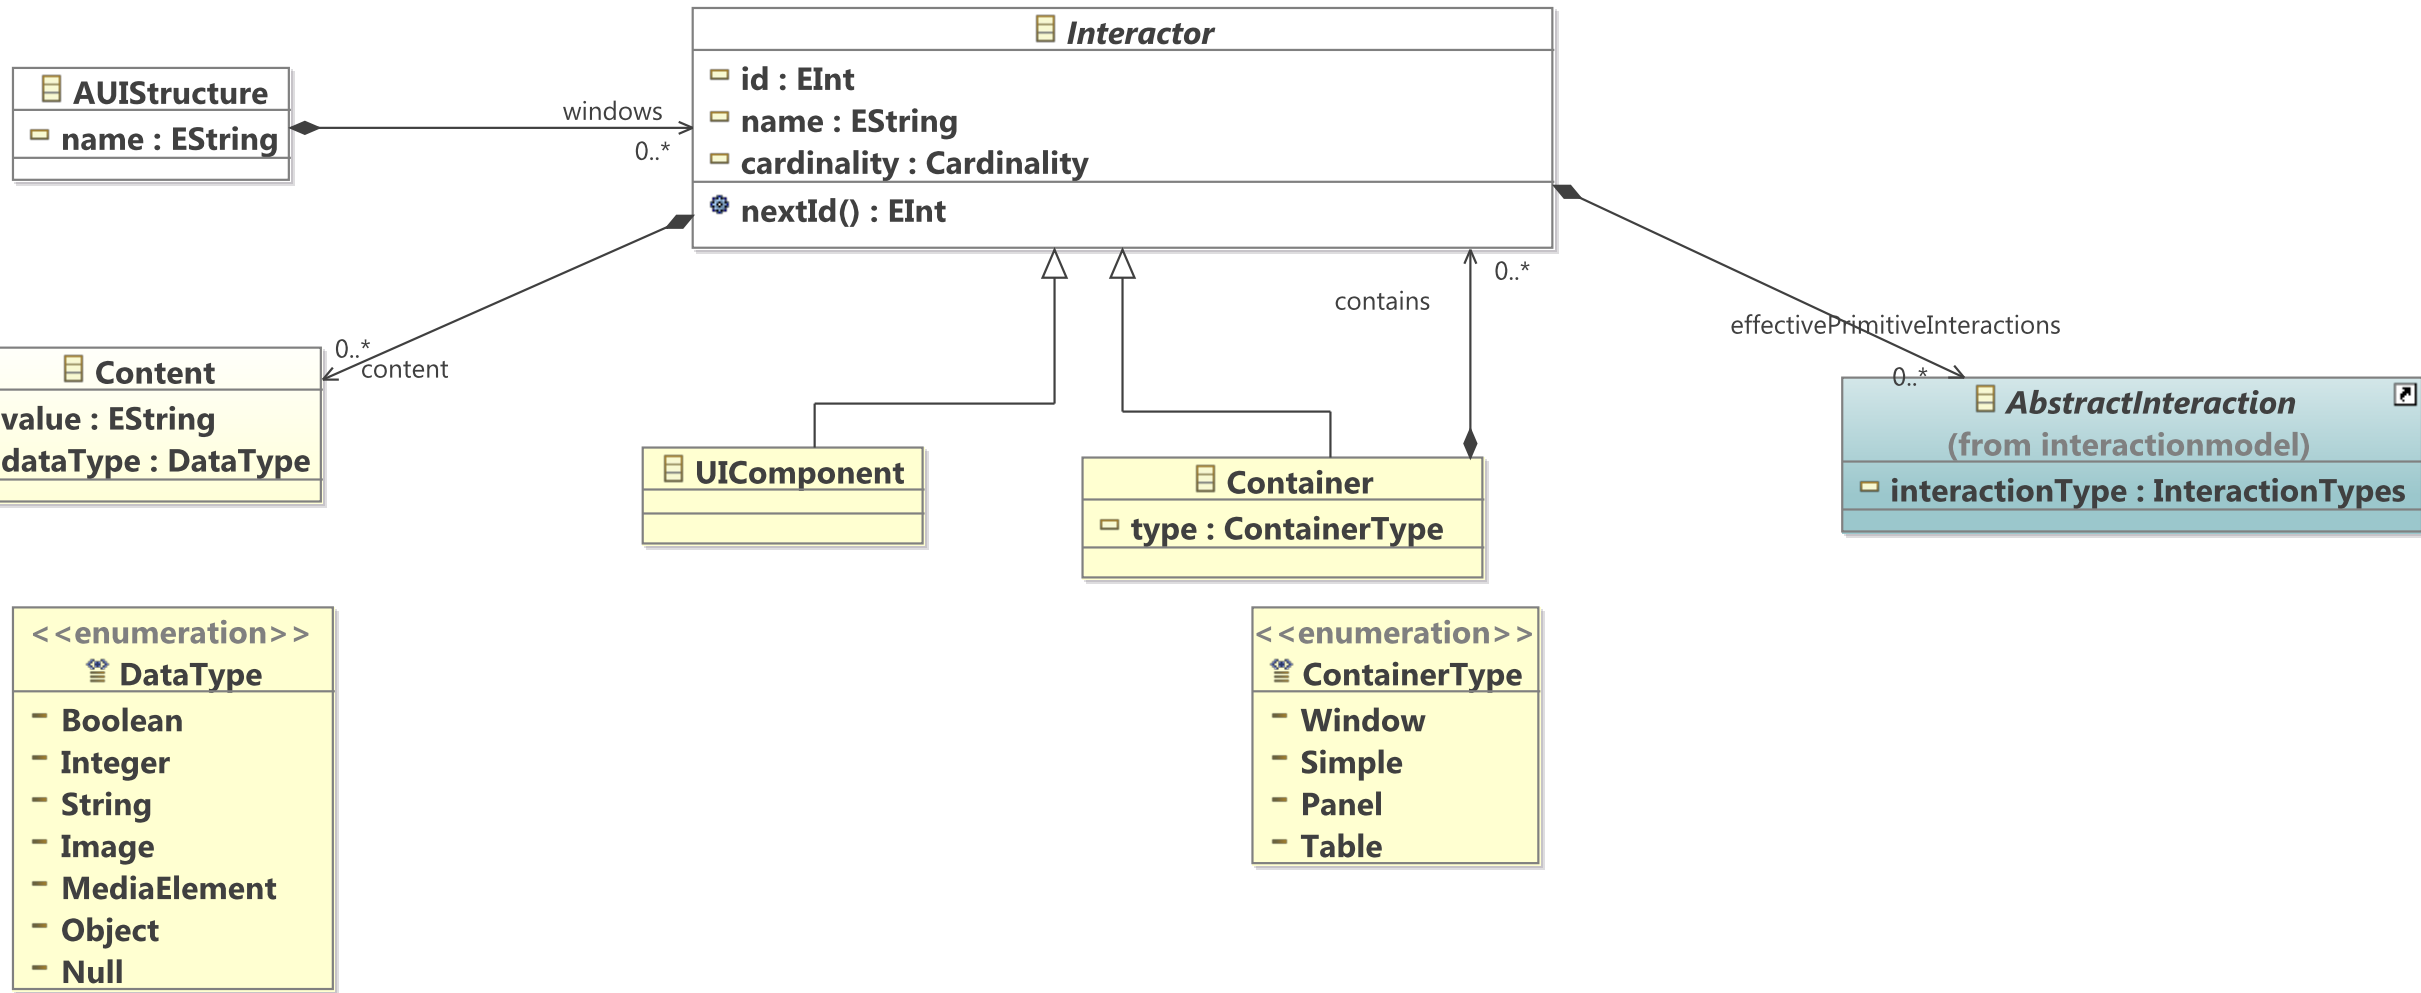 Interactor
id : EInt
name : EString
cardinality : Cardinality
nextId() : EInt
AUIStructure
name : EString
windows
0..*
0..*
content
contains
0..*
effectivePrimitiveInteractions
0..*
Content
value : EString
dataType : DataType
UIComponent
Container
type : ContainerType
AbstractInteraction
(from interactionmodel)
interactionType : InteractionTypes
<<enumeration>>
DataType
Boolean
Integer
String
Image
MediaElement
Object
Null
<<enumeration>>
ContainerType
Window
Simple
Panel
Table